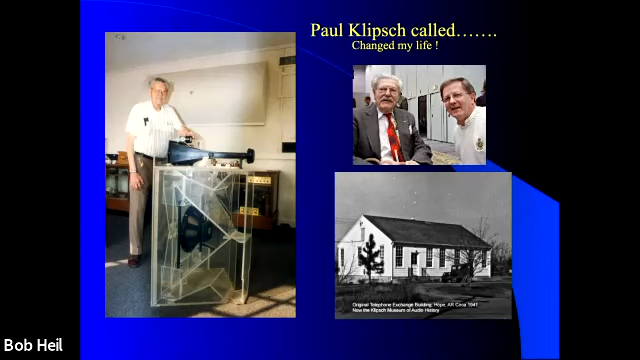 Paul Klipsch called…….
Changed my life !
Original Telephone Exchange Building: Hope, AR Circa 1941
Now the Klipsch Museum of Audio History
Bob Heil